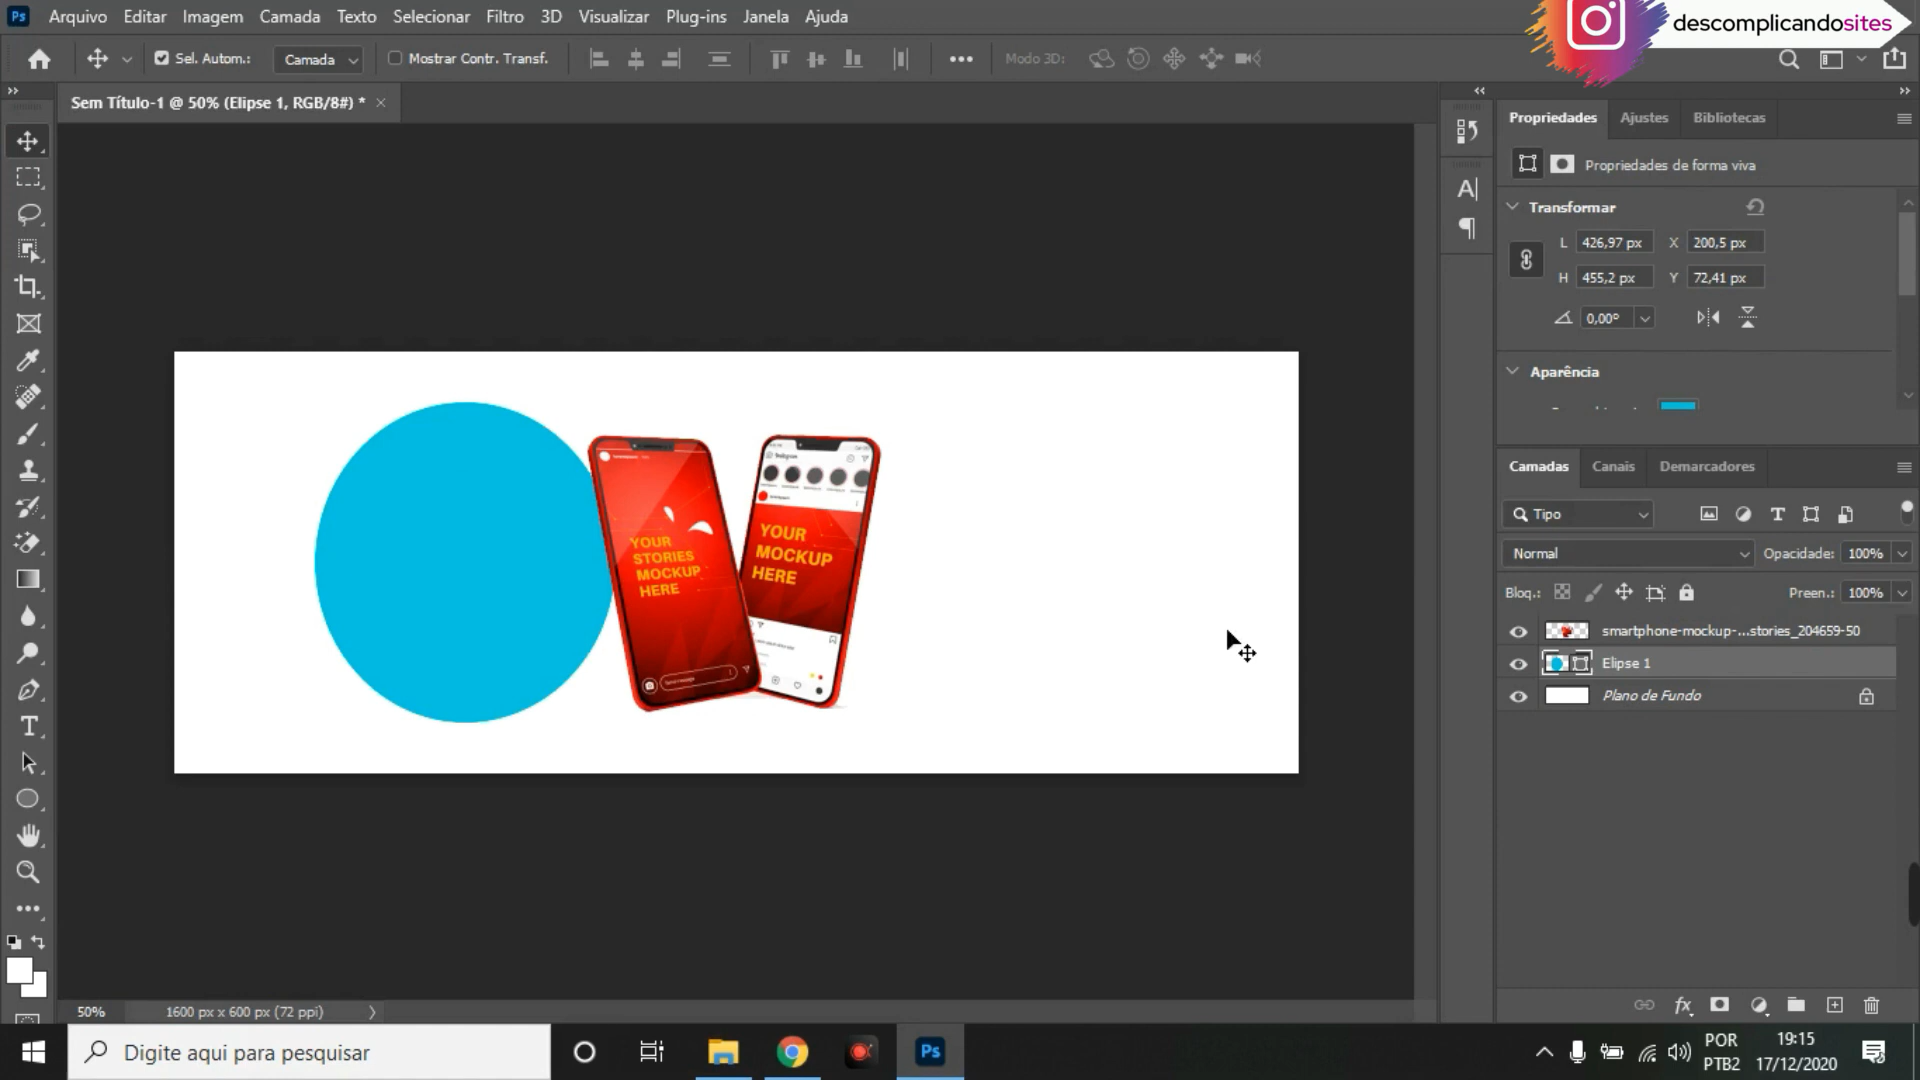 Ps Arquivo Editar Imagem Camada Texto Selecionar Filtro 3D Visualizar Plug-ins Janela Ajuda
descomplicandosites
Sel. Autom.: Camada Mostrar Contr. Transf. Modo 3D:
Sem Título-1 @ 50% (Elipse 1, RGB/8#) * ×
Propriedades Ajustes Bibliotecas
Propriedades de forma viva
Transformar
L 426,97 px X 200,5 px
H 455,2 px Y 72,41 px
0,00°
Aparência
Camadas Canais Demarcadores
Tipo
Normal Opacidade: 100%
Bloq.: Preen.: 100%
smartphone-mockup-...stories_204659-50
Elipse 1
Plano de Fundo
YOUR
STORIES
MOCKUP
HERE
Send message
Instagram
YOUR
MOCKUP
HERE
50% 1600 px x 600 px (72 ppi)
Digite aqui para pesquisar
Ps
POR
PTB2
19:15
17/12/2020